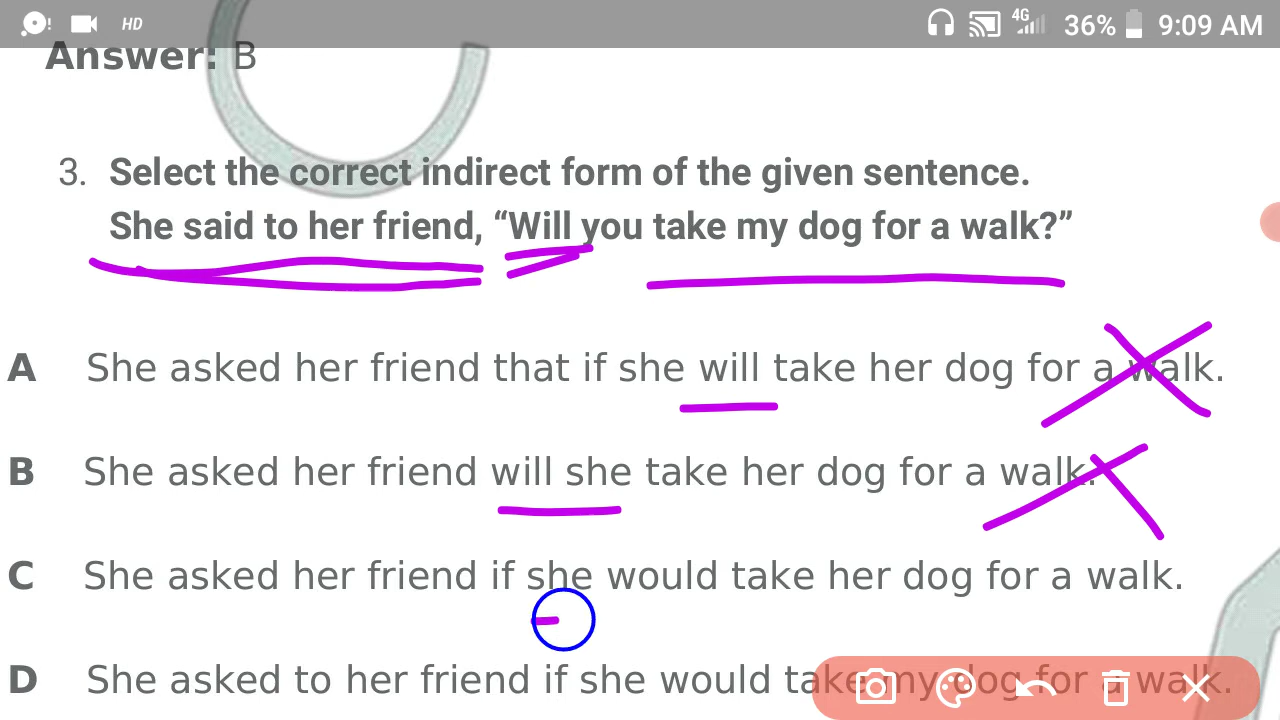 HD 4G 36% 9:09 AM
Answer: B
3. Select the correct indirect form of the given sentence.
She said to her friend, “Will you take my dog for a walk?”
A She asked her friend that if she will take her dog for a walk.
B She asked her friend will she take her dog for a walk.
C She asked her friend if she would take her dog for a walk.
D She asked to her friend if she would take my dog for a walk.